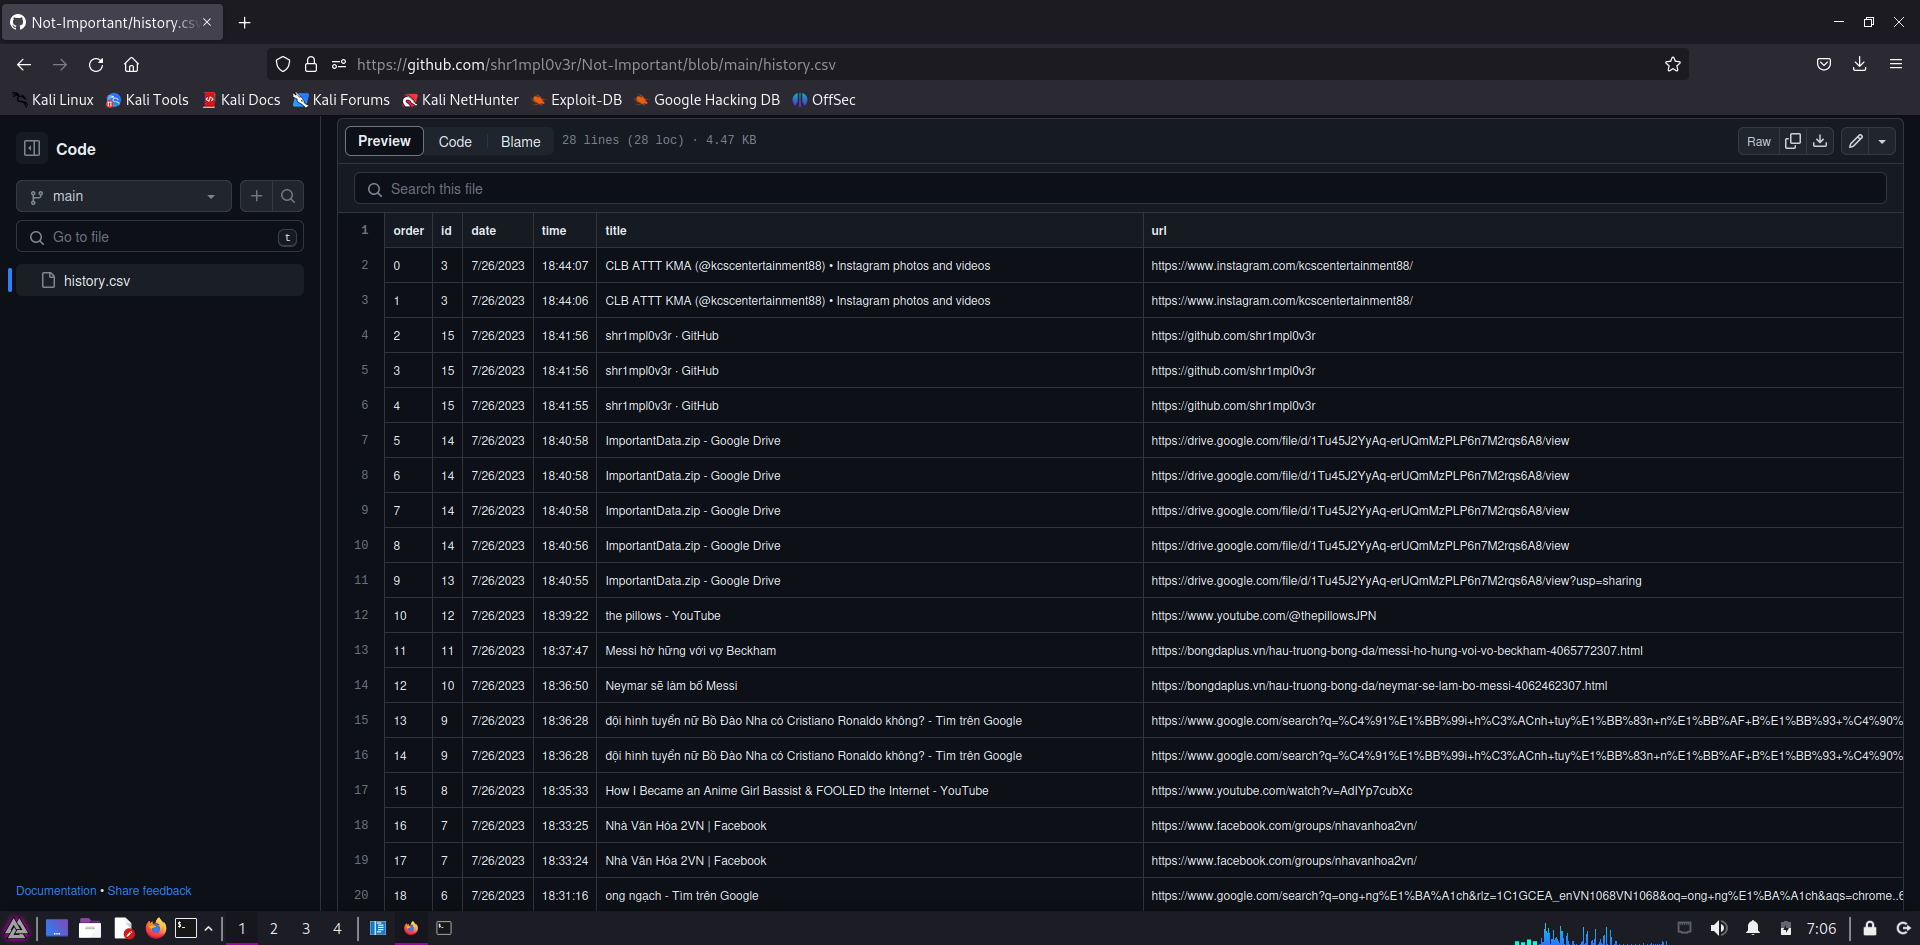 Not-Important/history.cs
https://github.com/shr1mpl0v3r/Not-Important/blob/main/history.csv
Kali Linux Kali Tools Kali Docs Kali Forums Kali NetHunter Exploit-DB Google Hacking DB OffSec
Code
Preview Code Blame 28 lines (28 loc) · 4.47 KB Raw
main
Search this file
Go to file t
history.csv
1 order id date time title url
2 0 3 7/26/2023 18:44:07 CLB ATTT KMA (@kcscentertainment88) • Instagram photos and videos https://www.instagram.com/kcscentertainment88/
3 1 3 7/26/2023 18:44:06 CLB ATTT KMA (@kcscentertainment88) • Instagram photos and videos https://www.instagram.com/kcscentertainment88/
4 2 15 7/26/2023 18:41:56 shr1mpl0v3r · GitHub https://github.com/shr1mpl0v3r
5 3 15 7/26/2023 18:41:56 shr1mpl0v3r · GitHub https://github.com/shr1mpl0v3r
6 4 15 7/26/2023 18:41:55 shr1mpl0v3r · GitHub https://github.com/shr1mpl0v3r
7 5 14 7/26/2023 18:40:58 ImportantData.zip - Google Drive https://drive.google.com/file/d/1Tu45J2YyAq-erUQmMzPLP6n7M2rqs6A8/view
8 6 14 7/26/2023 18:40:58 ImportantData.zip - Google Drive https://drive.google.com/file/d/1Tu45J2YyAq-erUQmMzPLP6n7M2rqs6A8/view
9 7 14 7/26/2023 18:40:58 ImportantData.zip - Google Drive https://drive.google.com/file/d/1Tu45J2YyAq-erUQmMzPLP6n7M2rqs6A8/view
10 8 14 7/26/2023 18:40:56 ImportantData.zip - Google Drive https://drive.google.com/file/d/1Tu45J2YyAq-erUQmMzPLP6n7M2rqs6A8/view
11 9 13 7/26/2023 18:40:55 ImportantData.zip - Google Drive https://drive.google.com/file/d/1Tu45J2YyAq-erUQmMzPLP6n7M2rqs6A8/view?usp=sharing
12 10 12 7/26/2023 18:39:22 the pillows - YouTube https://www.youtube.com/@thepillowsJPN
13 11 11 7/26/2023 18:37:47 Messi hờ hững với vợ Beckham https://bongdaplus.vn/hau-truong-bong-da/messi-ho-hung-voi-vo-beckham-4065772307.html
14 12 10 7/26/2023 18:36:50 Neymar sẽ làm bố Messi https://bongdaplus.vn/hau-truong-bong-da/neymar-se-lam-bo-messi-4062462307.html
15 13 9 7/26/2023 18:36:28 đội hình tuyển nữ Bồ Đào Nha có Cristiano Ronaldo không? - Tìm trên Google https://www.google.com/search?q=%C4%91%E1%BB%99i+h%C3%ACnh+tuy%E1%BB%83n+n%E1%BB%AF+B%E1%BB%93+%C4%90%
16 14 9 7/26/2023 18:36:28 đội hình tuyển nữ Bồ Đào Nha có Cristiano Ronaldo không? - Tìm trên Google https://www.google.com/search?q=%C4%91%E1%BB%99i+h%C3%ACnh+tuy%E1%BB%83n+n%E1%BB%AF+B%E1%BB%93+%C4%90%
17 15 8 7/26/2023 18:35:33 How I Became an Anime Girl Bassist & FOOLED the Internet - YouTube https://www.youtube.com/watch?v=AdIYp7cubXc
18 16 7 7/26/2023 18:33:25 Nhà Văn Hóa 2VN | Facebook https://www.facebook.com/groups/nhavanhoa2vn/
19 17 7 7/26/2023 18:33:24 Nhà Văn Hóa 2VN | Facebook https://www.facebook.com/groups/nhavanhoa2vn/
20 18 6 7/26/2023 18:31:16 ong ngạch - Tìm trên Google https://www.google.com/search?q=ong+ng%E1%BA%A1ch&rlz=1C1GCEA_enVN1068VN1068&oq=ong+ng%E1%BA%A1ch&aqs=chrome..6
Documentation • Share feedback
1 2 3 4 7:06